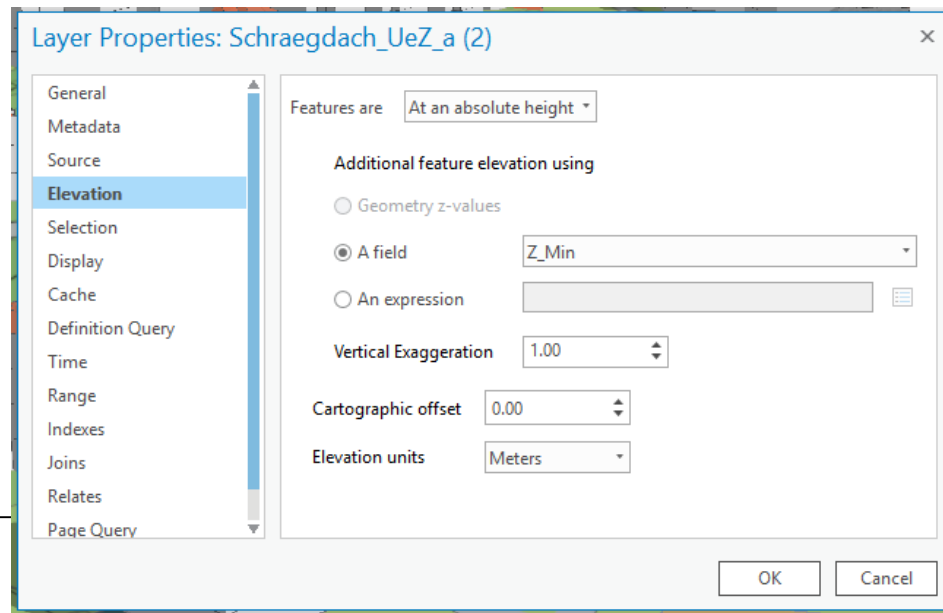 Layer Properties: Schraegdach_UeZ_a (2)
General
Metadata
Source
Elevation
Selection
Display
Cache
Definition Query
Time
Range
Indexes
Joins
Relates
Page Query
Features are At an absolute height
Additional feature elevation using
Geometry z-values
A field Z_Min
An expression
Vertical Exaggeration 1.00
Cartographic offset 0.00
Elevation units Meters
OK Cancel